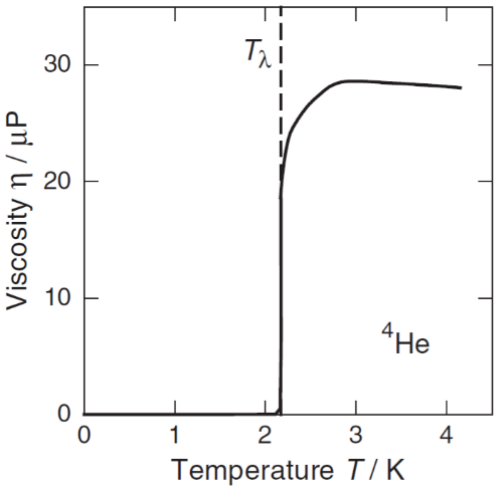 30
20
10
0
Viscosity η / μP
Tλ
⁴He
0 1 2 3 4
Temperature T / K